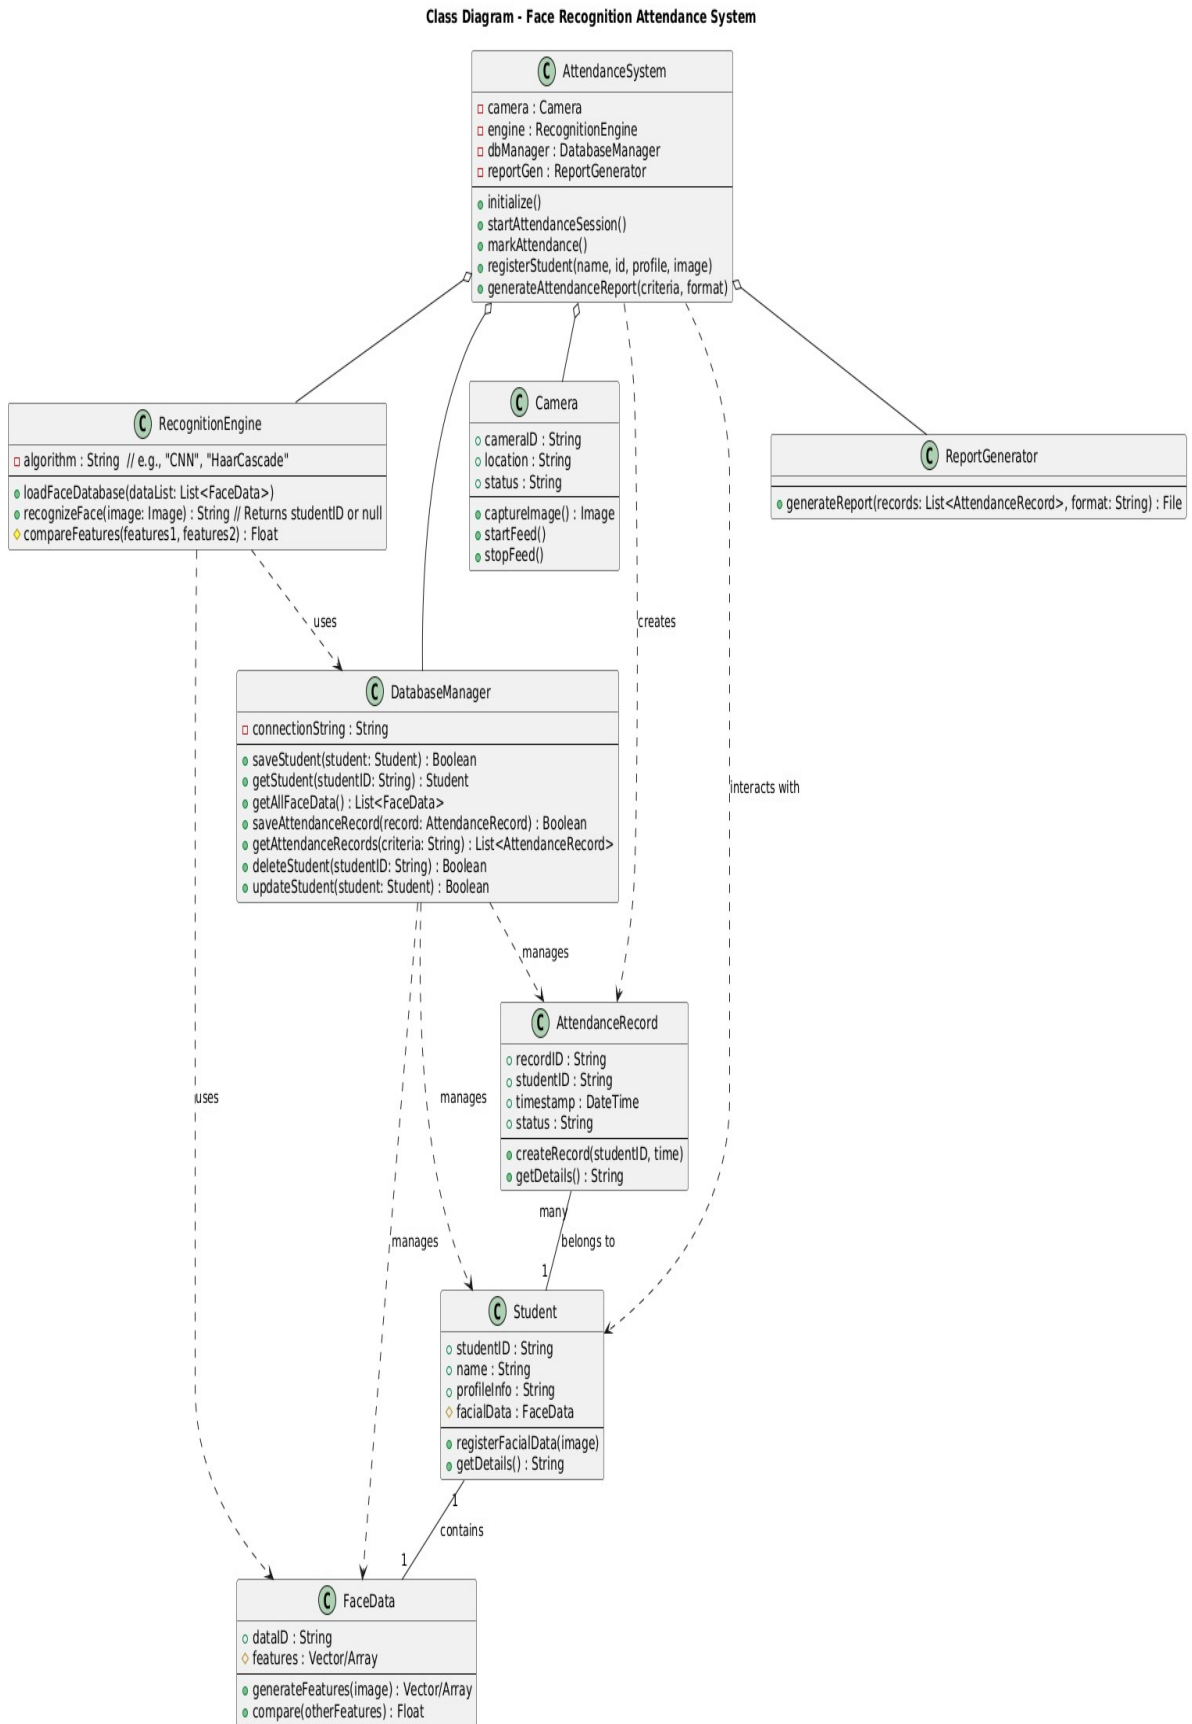 Class Diagram - Face Recognition Attendance System
C AttendanceSystem
camera : Camera
engine : RecognitionEngine
dbManager : DatabaseManager
reportGen : ReportGenerator
initialize()
startAttendanceSession()
markAttendance()
registerStudent(name, id, profile, image)
generateAttendanceReport(criteria, format)
C RecognitionEngine
algorithm : String // e.g., "CNN", "HaarCascade"
loadFaceDatabase(dataList: List<FaceData>)
recognizeFace(image: Image) : String // Returns studentID or null
compareFeatures(features1, features2) : Float
C Camera
cameraID : String
location : String
status : String
captureImage() : Image
startFeed()
stopFeed()
C ReportGenerator
generateReport(records: List<AttendanceRecord>, format: String) : File
uses
creates
C DatabaseManager
connectionString : String
saveStudent(student: Student) : Boolean
getStudent(studentID: String) : Student
getAllFaceData() : List<FaceData>
saveAttendanceRecord(record: AttendanceRecord) : Boolean
getAttendanceRecords(criteria: String) : List<AttendanceRecord>
deleteStudent(studentID: String) : Boolean
updateStudent(student: Student) : Boolean
interacts with
manages
C AttendanceRecord
recordID : String
studentID : String
timestamp : DateTime
status : String
createRecord(studentID, time)
getDetails() : String
uses
manages
many
manages
belongs to
1
C Student
studentID : String
name : String
profileInfo : String
facialData : FaceData
registerFacialData(image)
getDetails() : String
1
contains
1
C FaceData
dataID : String
features : Vector/Array
generateFeatures(image) : Vector/Array
compare(otherFeatures) : Float